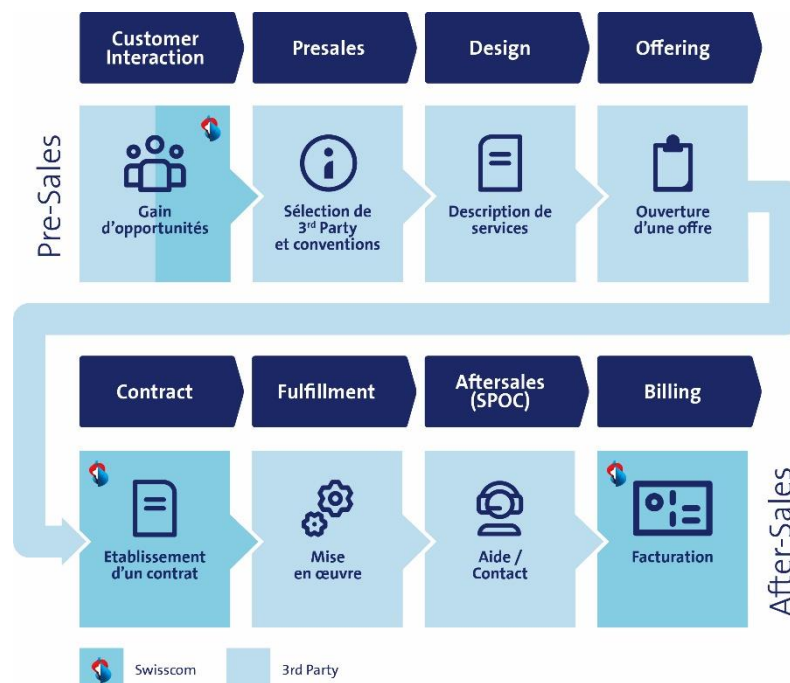 Customer
Interaction
Presales
Design
Offering
Pre-Sales
Gain
d'opportunités
Sélection de
3rd Party
et conventions
Description de
services
Ouverture
d'une offre
Contract
Fulfillment
Aftersales
(SPOC)
Billing
Etablissement
d'un contrat
Mise
en œuvre
Aide /
Contact
Facturation
After-Sales
Swisscom
3rd Party